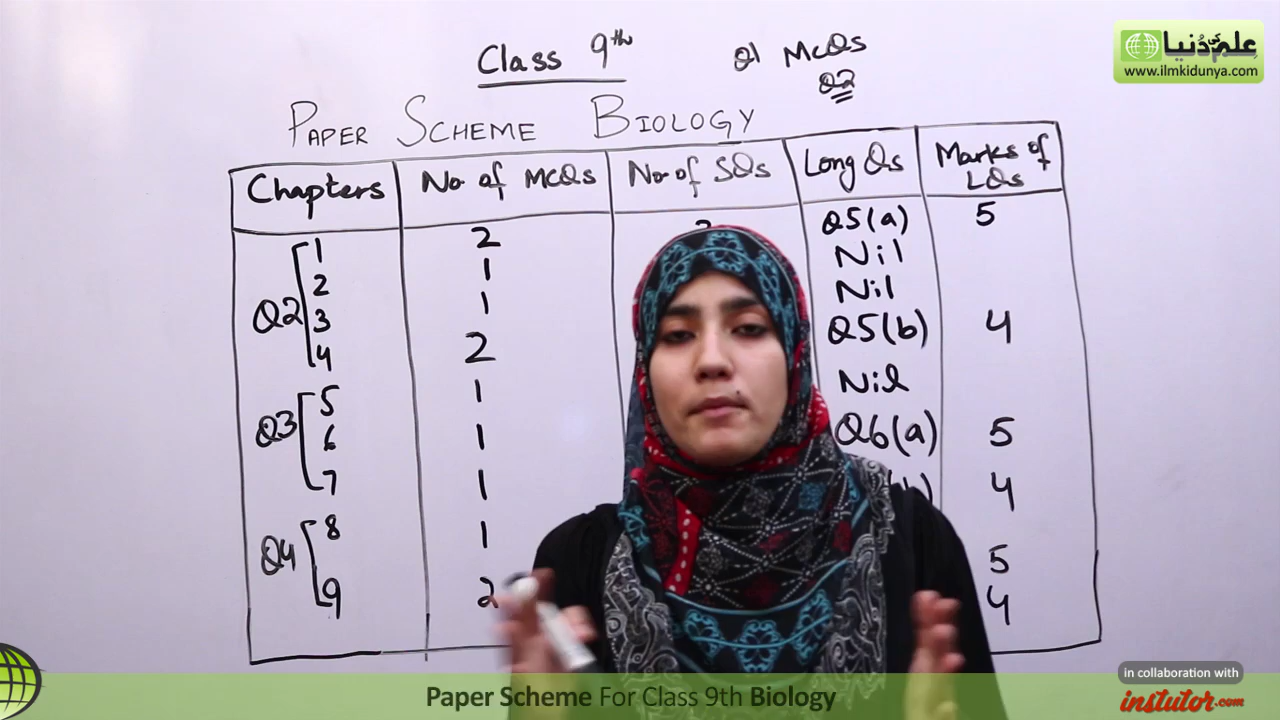 Class 9th
Q1 MCQs
Q2
علم کی دنیا
www.ilmkidunya.com
PAPER SCHEME BIOLOGY
Chapters No of MCQs No of SQs Long Qs Marks of LQs
1 2 Q5(a) 5
2 1 Nil
Q2 3 1 Nil
4 2 Q5(b) 4
5 1 Nil
Q3 6 1 Q6(a) 5
7 1 4
Q4 8 1 5
9 2 4
in collaboration with
instutor.com
Paper Scheme For Class 9th Biology